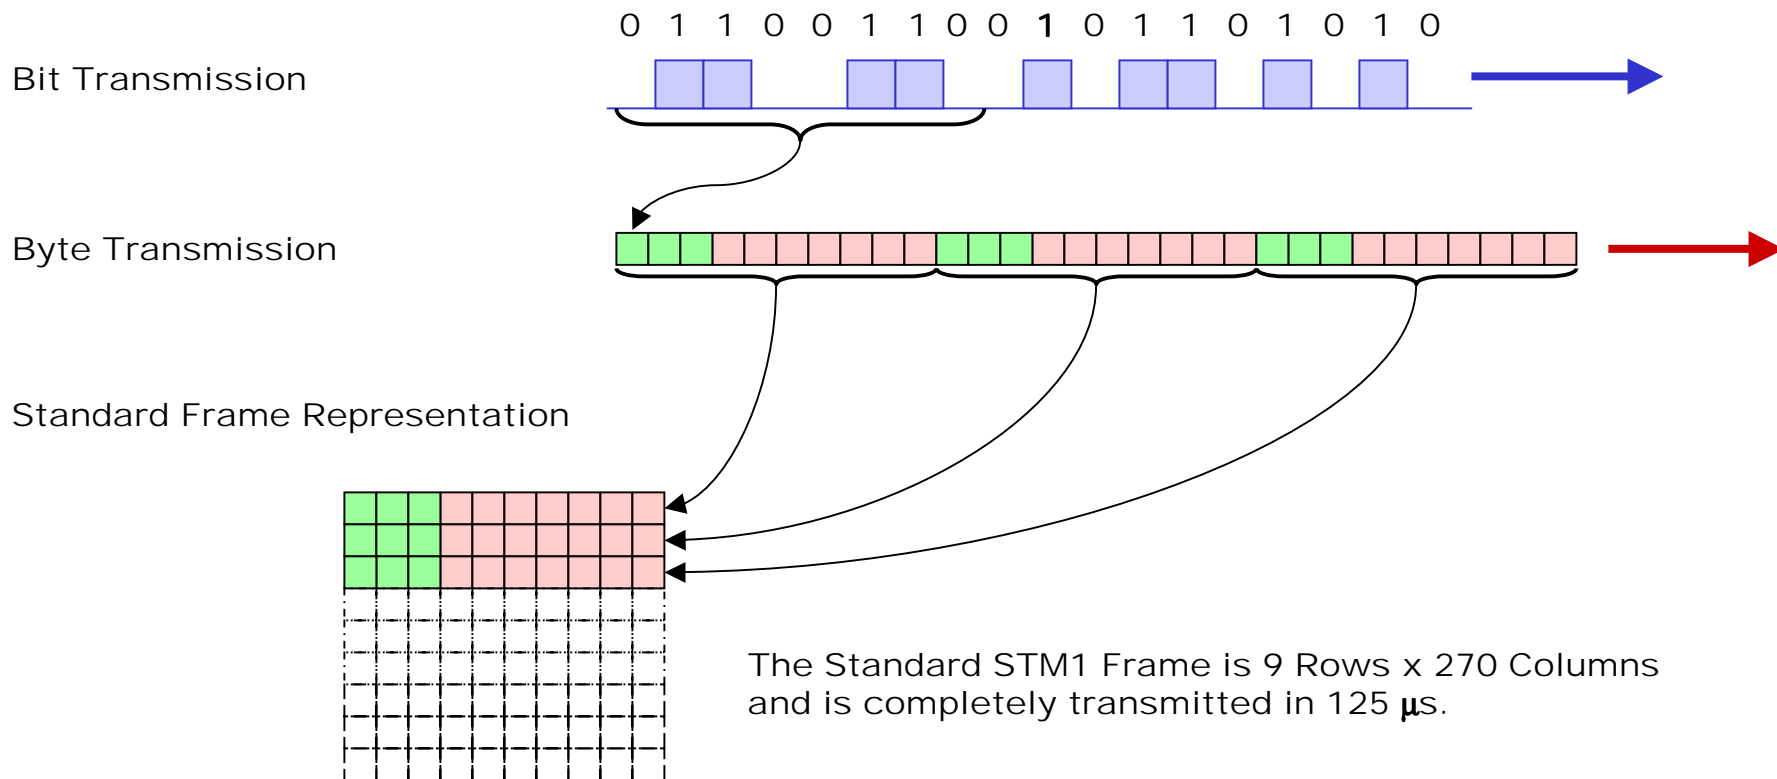 0 1 1 0 0 1 1 0 0 1 0 1 1 0 1 0 1 0
Bit Transmission
Byte Transmission
Standard Frame Representation
The Standard STM1 Frame is 9 Rows x 270 Columns
and is completely transmitted in 125 μs.